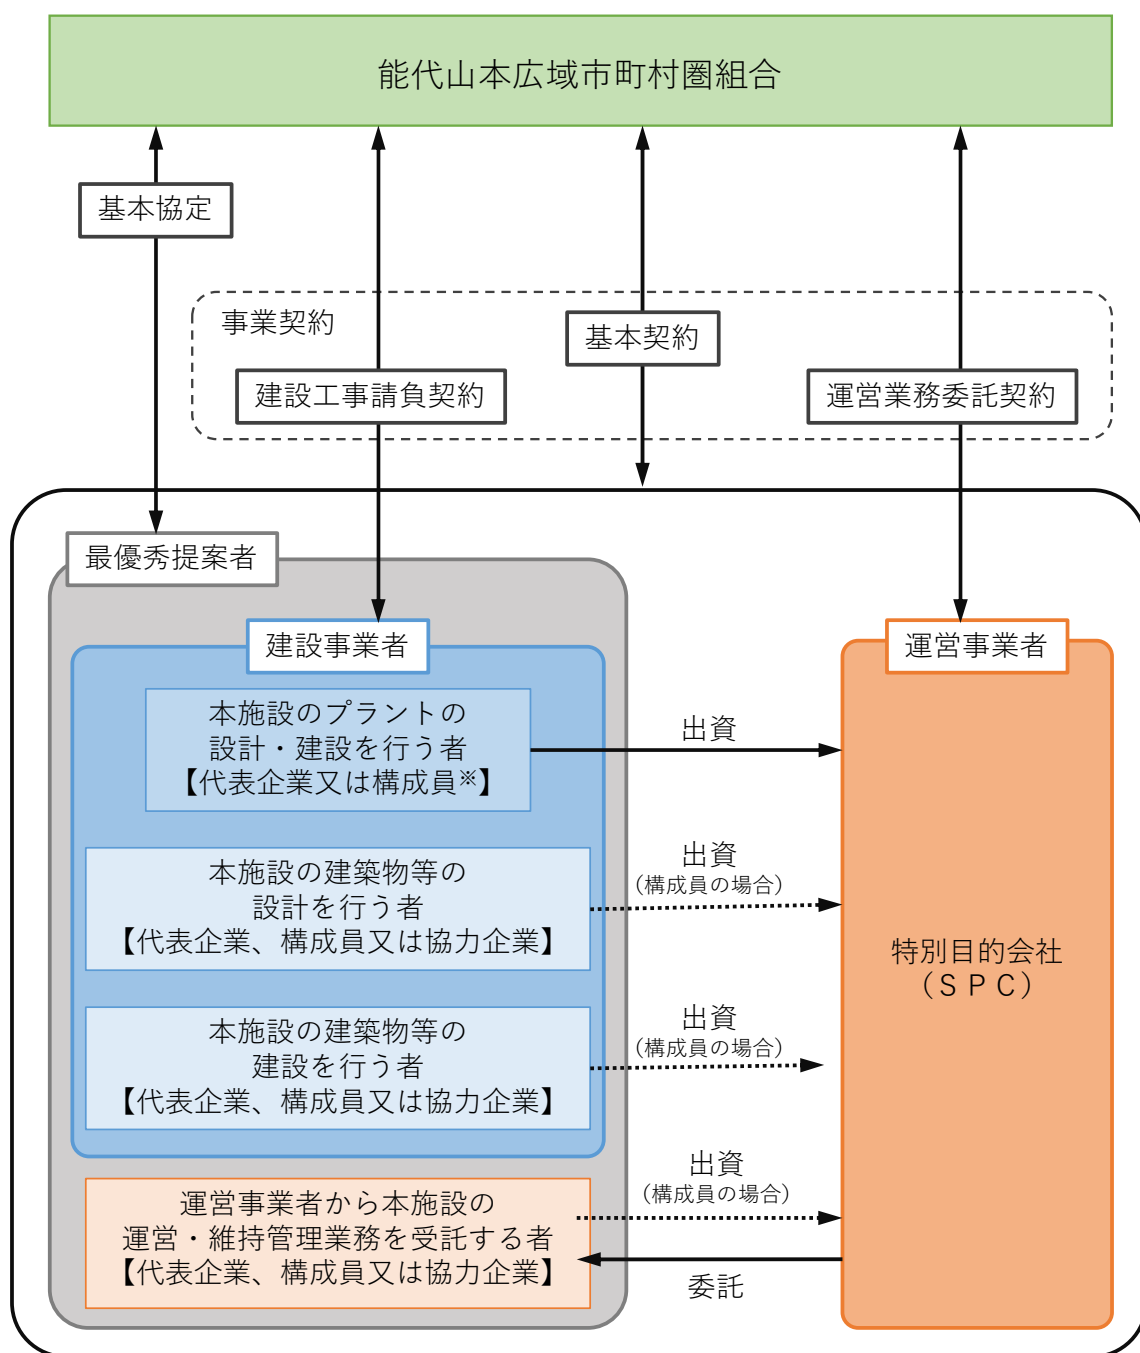 能代山本広域市町村圏組合
基本協定
事業契約
基本契約
建設工事請負契約
運営業務委託契約
最優秀提案者
建設事業者
運営事業者
本施設のプラントの
設計・建設を行う者
【代表企業又は構成員※】
出資
本施設の建築物等の
設計を行う者
【代表企業、構成員又は協力企業】
出資
(構成員の場合)
特別目的会社
(ＳＰＣ)
本施設の建築物等の
建設を行う者
【代表企業、構成員又は協力企業】
出資
(構成員の場合)
運営事業者から本施設の
運営・維持管理業務を受託する者
【代表企業、構成員又は協力企業】
出資
(構成員の場合)
委託